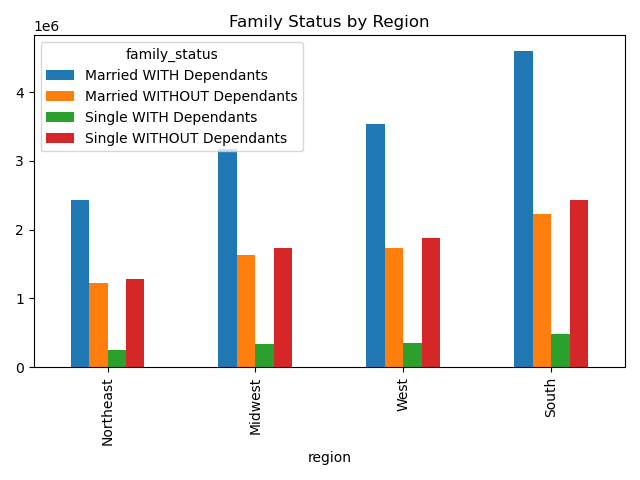 Family Status by Region
1e6
family_status
Married WITH Dependants
Married WITHOUT Dependants
Single WITH Dependants
Single WITHOUT Dependants
4
3
2
1
0
Northeast
Midwest
West
South
region